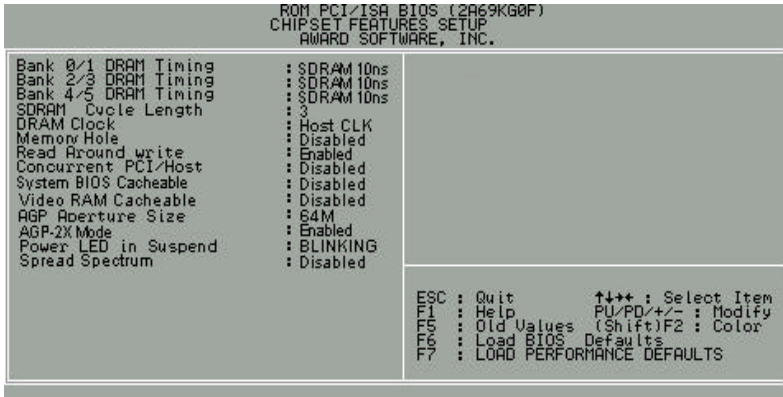 ROM PCI/ISA BIOS (2A69KG0F)
CHIPSET FEATURES SETUP
AWARD SOFTWARE, INC.
Bank 0/1 DRAM Timing : SDRAM 10ns
Bank 2/3 DRAM Timing : SDRAM 10ns
Bank 4/5 DRAM Timing : SDRAM 10ns
SDRAM Cycle Length : 3
DRAM Clock : Host CLK
Memory Hole : Disabled
Read Around write : Enabled
Concurrent PCI/Host : Disabled
System BIOS Cacheable : Disabled
Video RAM Cacheable : Disabled
AGP Aperture Size : 64M
AGP-2X Mode : Enabled
Power LED in Suspend : BLINKING
Spread Spectrum : Disabled
ESC : Quit ↑↓→← : Select Item
F1 : Help PU/PD/+/- : Modify
F5 : Old Values (Shift)F2 : Color
F6 : Load BIOS Defaults
F7 : LOAD PERFORMANCE DEFAULTS